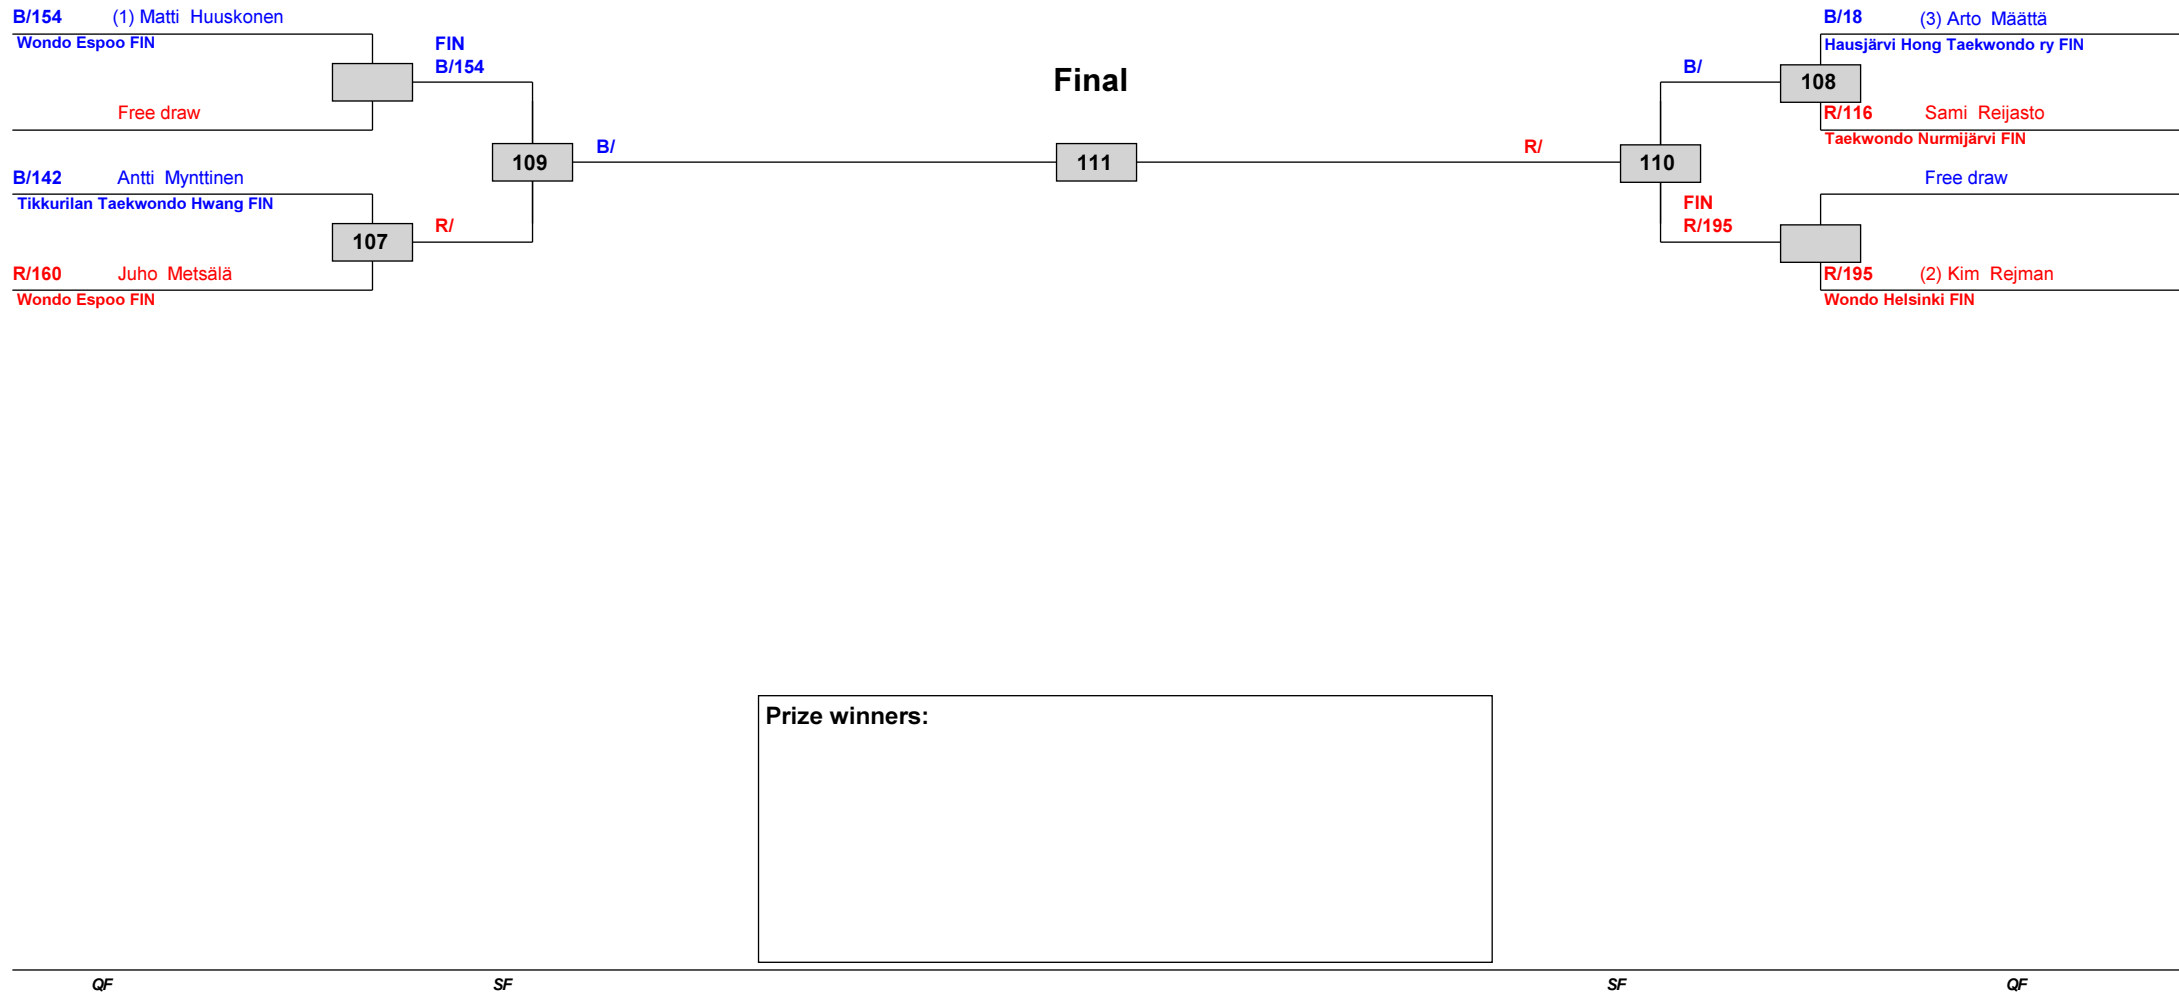 B/154 (1) Matti Huuskonen
Wondo Espoo FIN
FIN
B/154
Free draw
B/142 Antti Mynttinen
Tikkurilan Taekwondo Hwang FIN
107
R/
R/160 Juho Metsälä
Wondo Espoo FIN
109
B/
Final
111
R/
110
B/
FIN
R/195
B/18 (3) Arto Määttä
Hausjärvi Hong Taekwondo ry FIN
108
R/116 Sami Reijasto
Taekwondo Nurmijärvi FIN
Free draw
R/195 (2) Kim Rejman
Wondo Helsinki FIN
Prize winners:
QF SF SF QF